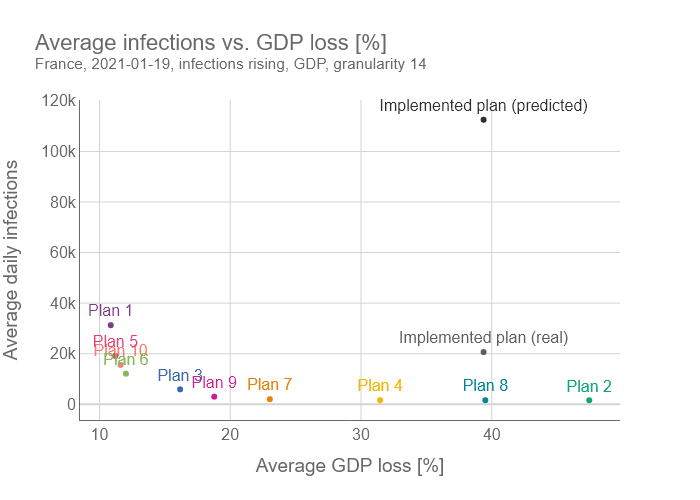 Average infections vs. GDP loss [%]
France, 2021-01-19, infections rising, GDP, granularity 14
120k
Implemented plan (predicted)
100k
80k
60k
40k
Plan 1
Plan 5
Implemented plan (real)
Plan 10
20k
Plan 6
Plan 3
Plan 9
Plan 7
Plan 4
Plan 8
Plan 2
0
10
20
30
40
Average GDP loss [%]
Average daily infections